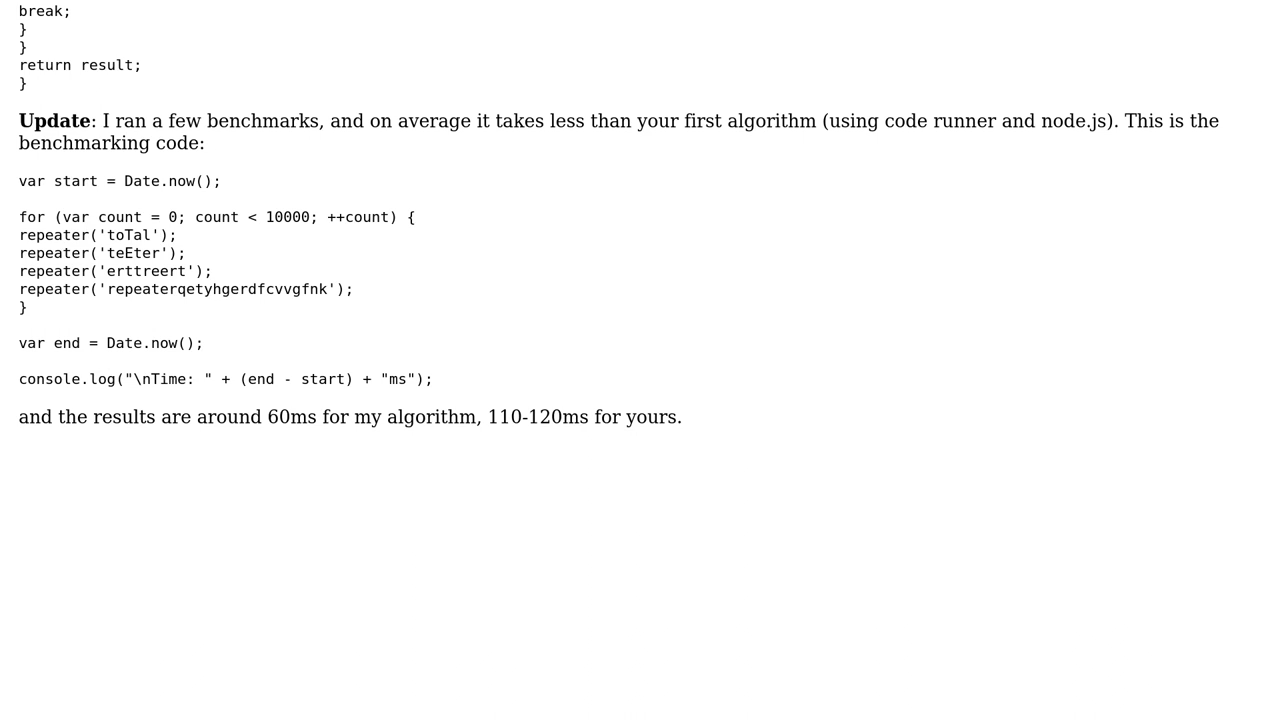 break;
}
}
return result;
}
Update: I ran a few benchmarks, and on average it takes less than your first algorithm (using code runner and node.js). This is the
benchmarking code:
var start = Date.now();
for (var count = 0; count < 10000; ++count) {
repeater('toTal');
repeater('teEter');
repeater('erttreert');
repeater('repeaterqetyhgerdfcvvgfnk');
}
var end = Date.now();
console.log("\nTime: " + (end - start) + "ms");
and the results are around 60ms for my algorithm, 110-120ms for yours.